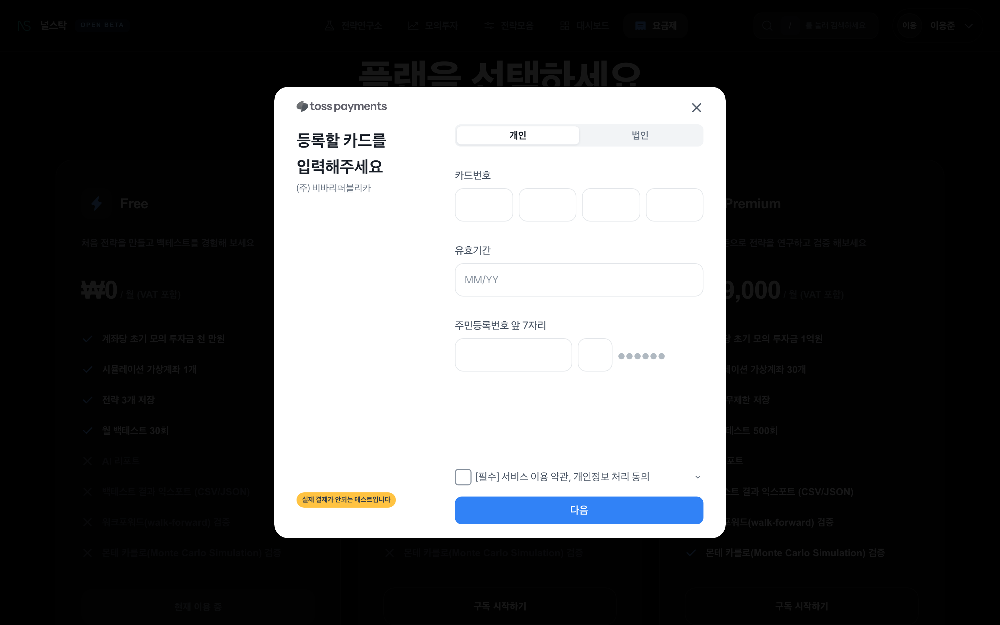 널스탁 OPEN BETA
전략연구소 모의투자 전략모음 대시보드 요금제
/ 를 눌러 검색하세요
이응 이응준
플랜을 선택하세요
toss payments
등록할 카드를
입력해주세요
(주) 비바리퍼블리카
개인 법인
카드번호
유효기간
MM/YY
주민등록번호 앞 7자리
[필수] 서비스 이용 약관, 개인정보 처리 동의
실제 결제가 안되는 테스트입니다
다음
Free
처음 전략을 만들고 백테스트를 경험해 보세요
₩0 / 월 (VAT 포함)
계좌당 초기 모의 투자금 천 만원
시뮬레이션 가상계좌 1개
전략 3개 저장
월 백테스트 30회
AI 리포트
백테스트 결과 익스포트 (CSV/JSON)
워크포워드(walk-forward) 검증
몬테 카를로(Monte Carlo Simulation) 검증
현재 이용 중
몬테 카를로(Monte Carlo Simulation) 검증
구독 시작하기
Premium
전략을 연구하고 검증 해보세요
9,000 / 월 (VAT 포함)
초기 모의 투자금 1억원
가상계좌 30개
무제한 저장
500회
포트
결과 익스포트 (CSV/JSON)
포워드(walk-forward) 검증
몬테 카를로(Monte Carlo Simulation) 검증
구독 시작하기